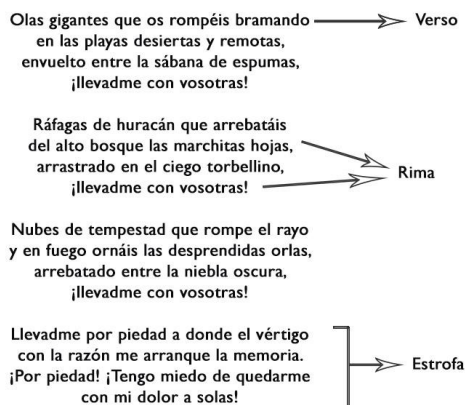 Olas gigantes que os rompéis bramando Verso
en las playas desiertas y remotas,
envuelto entre la sábana de espumas,
¡llevadme con vosotras!
Ráfagas de huracán que arrebatáis
del alto bosque las marchitas hojas,
arrastrado en el ciego torbellino,
Rima
¡llevadme con vosotras!
Nubes de tempestad que rompe el rayo
y en fuego ornáis las desprendidas orlas,
arrebatado entre la niebla oscura,
¡llevadme con vosotras!
Llevadme por piedad a donde el vértigo
con la razón me arranque la memoria.
Estrofa
¡Por piedad! ¡Tengo miedo de quedarme
con mi dolor a solas!